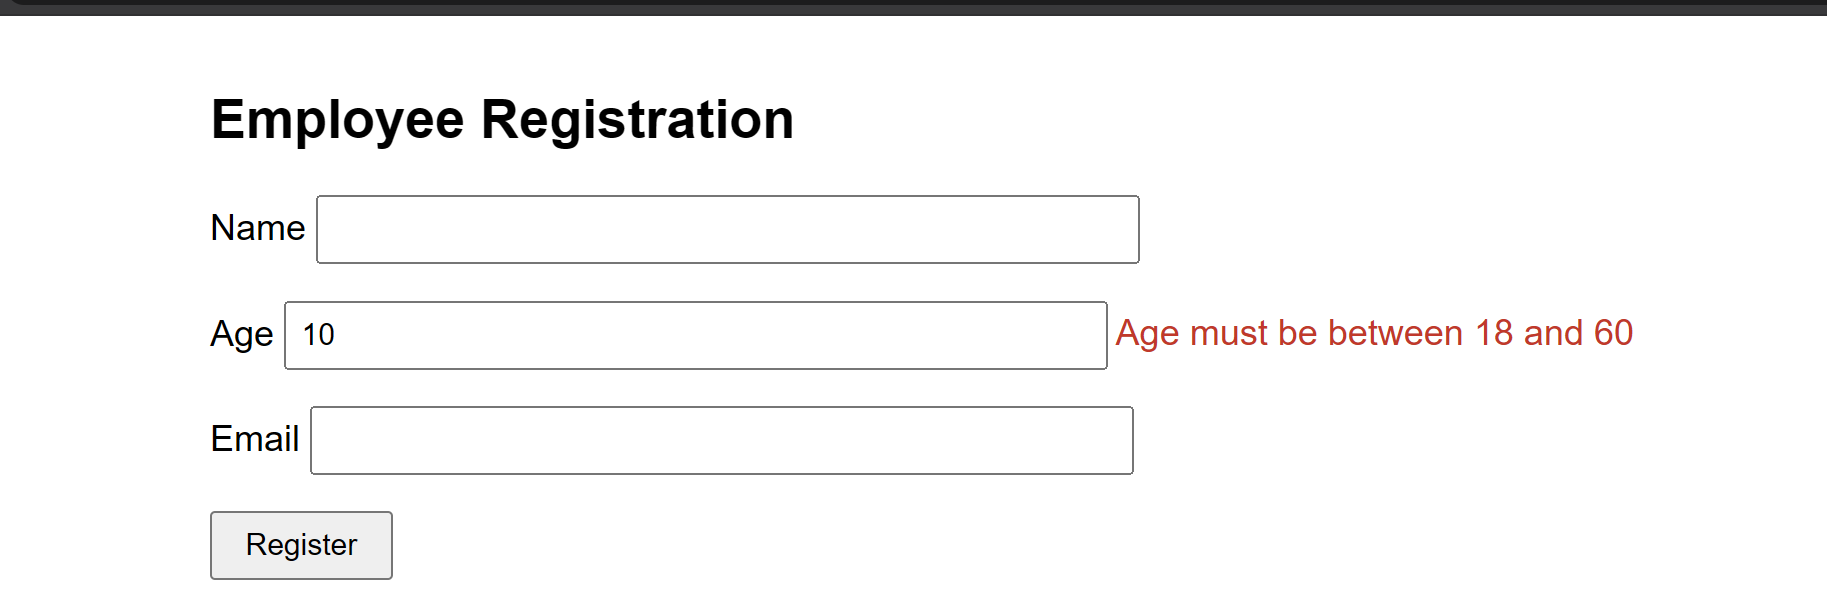 Employee Registration
Name
Age 10 Age must be between 18 and 60
Email
Register